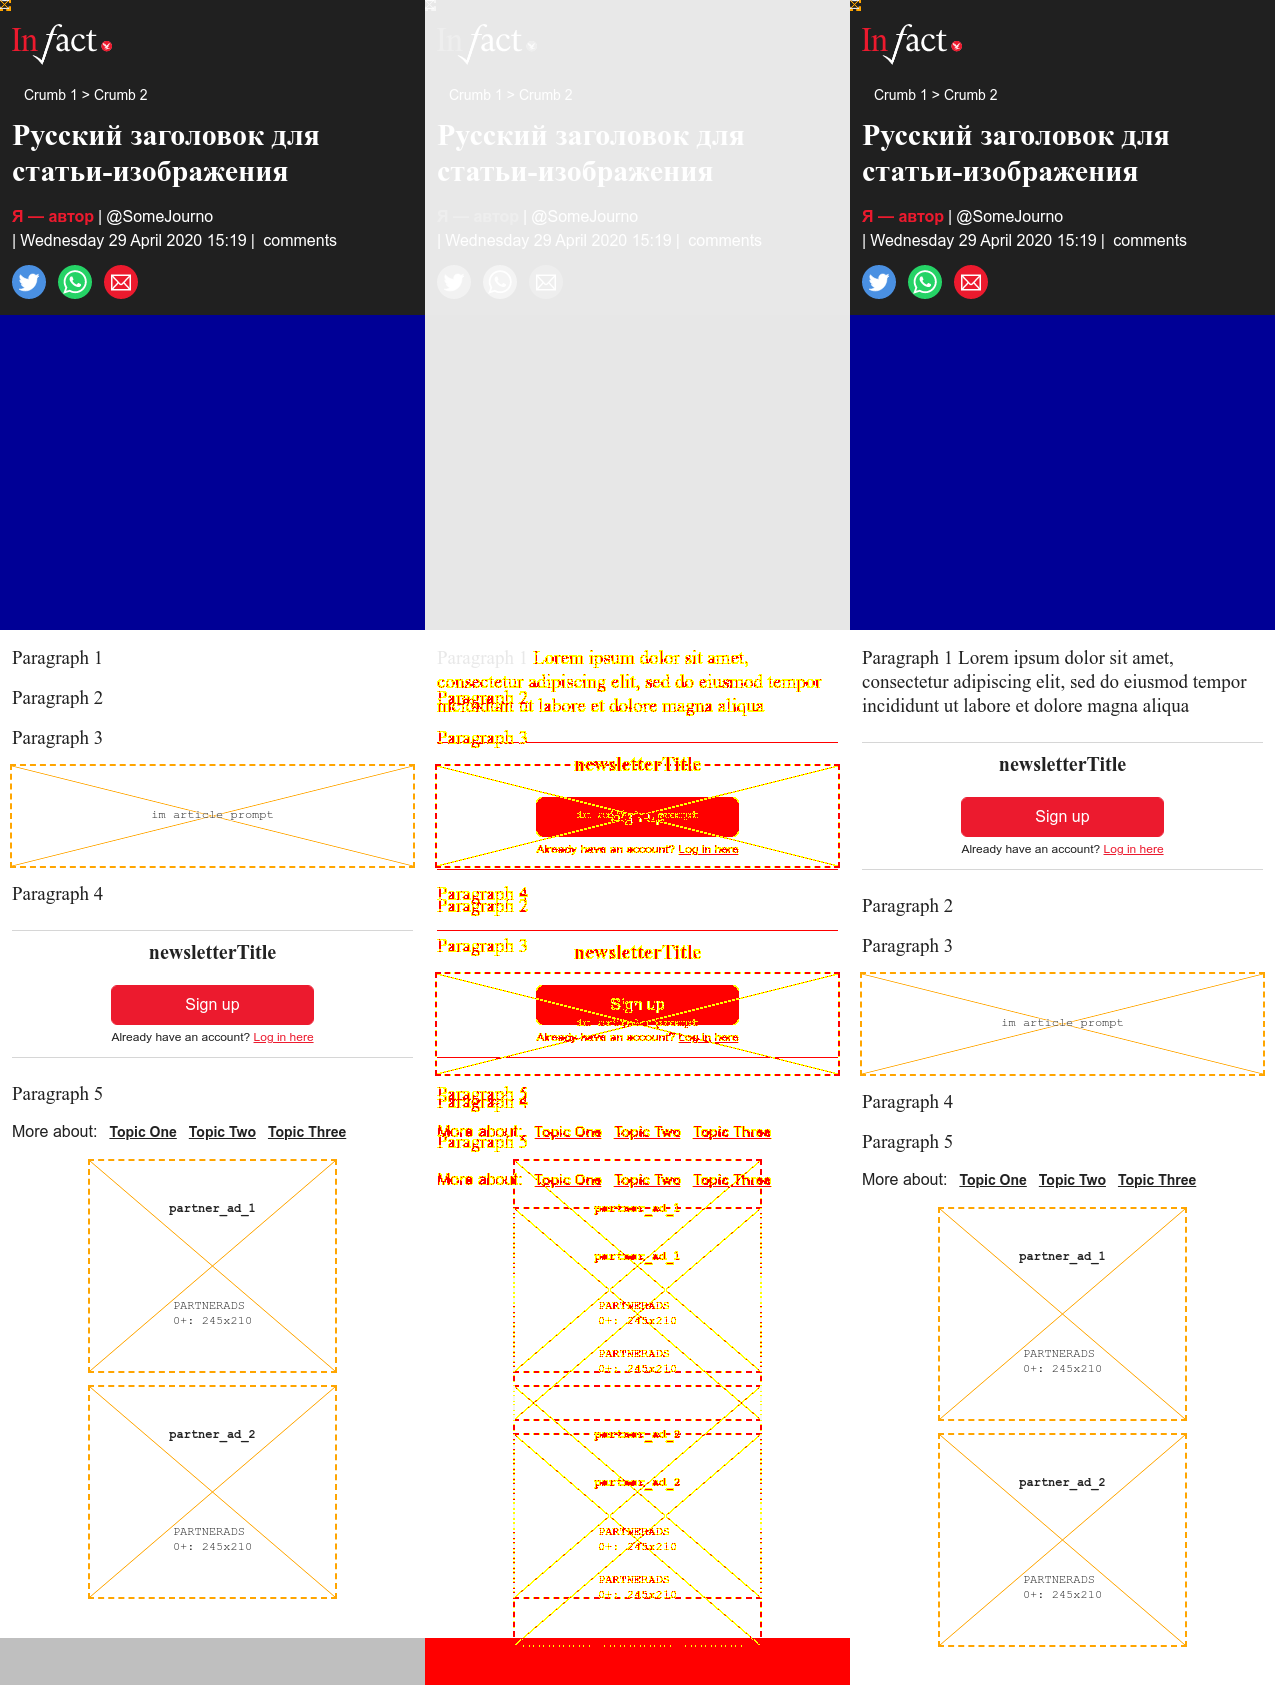 In fact
Crumb 1 > Crumb 2
Русский заголовок для
статьи-изображения
Я — автор | @SomeJourno
| Wednesday 29 April 2020 15:19 | comments
Paragraph 1
Paragraph 2
Paragraph 3
im article prompt
Paragraph 4
newsletterTitle
Sign up
Already have an account? Log in here
Paragraph 5
More about: Topic One Topic Two Topic Three
partner_ad_1
PARTNERADS
0+: 245x210
partner_ad_2
PARTNERADS
0+: 245x210
In fact
Crumb 1 > Crumb 2
Русский заголовок для
статьи-изображения
Я — автор | @SomeJourno
| Wednesday 29 April 2020 15:19 | comments
Paragraph 1 Lorem ipsum dolor sit amet,
consectetur adipiscing elit, sed do eiusmod tempor
incididunt ut labore et dolore magna aliqua
Paragraph 2
Paragraph 3
newsletterTitle
im article prompt
Already have an account? Log in here
Paragraph 4
Paragraph 2
Paragraph 3
newsletterTitle
Sign up
im article prompt
Already have an account? Log in here
Paragraph 5
Paragraph 4
More about: Topic One Topic Two Topic Three
Paragraph 5
More about: Topic One Topic Two Topic Three
partner_ad_1
partner_ad_1
PARTNERADS
0+: 245x210
PARTNERADS
0+: 245x210
partner_ad_2
partner_ad_2
PARTNERADS
0+: 245x210
PARTNERADS
0+: 245x210
In fact
Crumb 1 > Crumb 2
Русский заголовок для
статьи-изображения
Я — автор | @SomeJourno
| Wednesday 29 April 2020 15:19 | comments
Paragraph 1 Lorem ipsum dolor sit amet,
consectetur adipiscing elit, sed do eiusmod tempor
incididunt ut labore et dolore magna aliqua
newsletterTitle
Sign up
Already have an account? Log in here
Paragraph 2
Paragraph 3
im article prompt
Paragraph 4
Paragraph 5
More about: Topic One Topic Two Topic Three
partner_ad_1
PARTNERADS
0+: 245x210
partner_ad_2
PARTNERADS
0+: 245x210